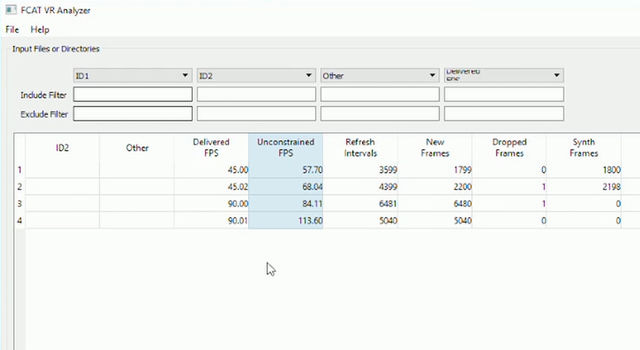 FCAT VR Analyzer
File Help
Input Files or Directories
ID1 ID2 Other Delivered
Include Filter
Exclude Filter
ID2 Other Delivered FPS Unconstrained FPS Refresh Intervals New Frames Dropped Frames Synth Frames
1 45.00 57.70 3599 1799 0 1800
2 45.02 68.04 4399 2200 1 2198
3 90.00 84.11 6481 6480 1 0
4 90.01 113.60 5040 5040 0 0